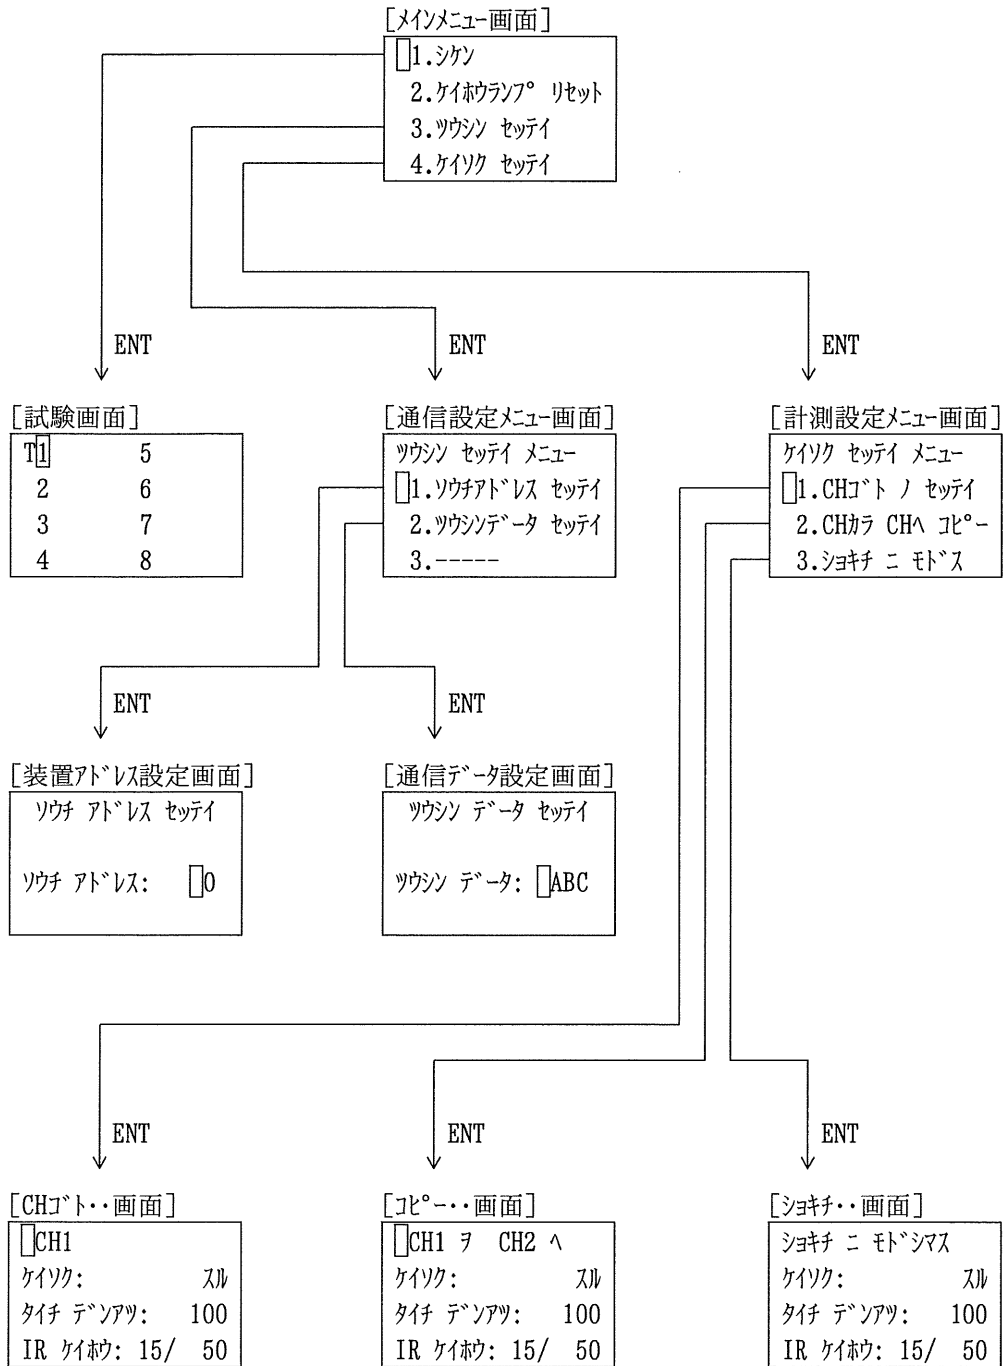 [ﾒｲﾝﾒﾆｭｰ画面]
1.ｼｹﾝ
2.ｹｲﾎｳﾗﾝﾌﾟ ﾘｾｯﾄ
3.ﾂｳｼﾝ ｾｯﾃｲ
4.ｹｲｿｸ ｾｯﾃｲ
ENT
ENT
ENT
[試験画面]
T1 5
2 6
3 7
4 8
[通信設定ﾒﾆｭｰ画面]
ﾂｳｼﾝ ｾｯﾃｲ ﾒﾆｭｰ
1.ｿｳﾁｱﾄﾞﾚｽ ｾｯﾃｲ
2.ﾂｳｼﾝﾃﾞｰﾀ ｾｯﾃｲ
3.-----
[計測設定ﾒﾆｭｰ画面]
ｹｲｿｸ ｾｯﾃｲ ﾒﾆｭｰ
1.CHｺﾞﾄ ﾉ ｾｯﾃｲ
2.CHｶﾗ CHﾍ ｺﾋﾟｰ
3.ｼｮｷﾁ ﾆ ﾓﾄﾞｽ
ENT
ENT
[装置ｱﾄﾞﾚｽ設定画面]
ｿｳﾁ ｱﾄﾞﾚｽ ｾｯﾃｲ
ｿｳﾁ ｱﾄﾞﾚｽ: 0
[通信ﾃﾞｰﾀ設定画面]
ﾂｳｼﾝ ﾃﾞｰﾀ ｾｯﾃｲ
ﾂｳｼﾝ ﾃﾞｰﾀ: ABC
ENT
ENT
ENT
[CHｺﾞﾄ･･画面]
CH1
ｹｲｿｸ: ｽﾙ
ﾀｲﾁ ﾃﾞﾝｱﾂ: 100
IR ｹｲﾎｳ: 15/ 50
[ｺﾋﾟｰ･･画面]
CH1 ｦ CH2 ﾍ
ｹｲｿｸ: ｽﾙ
ﾀｲﾁ ﾃﾞﾝｱﾂ: 100
IR ｹｲﾎｳ: 15/ 50
[ｼｮｷﾁ･･画面]
ｼｮｷﾁ ﾆ ﾓﾄﾞｼﾏｽ
ｹｲｿｸ: ｽﾙ
ﾀｲﾁ ﾃﾞﾝｱﾂ: 100
IR ｹｲﾎｳ: 15/ 50